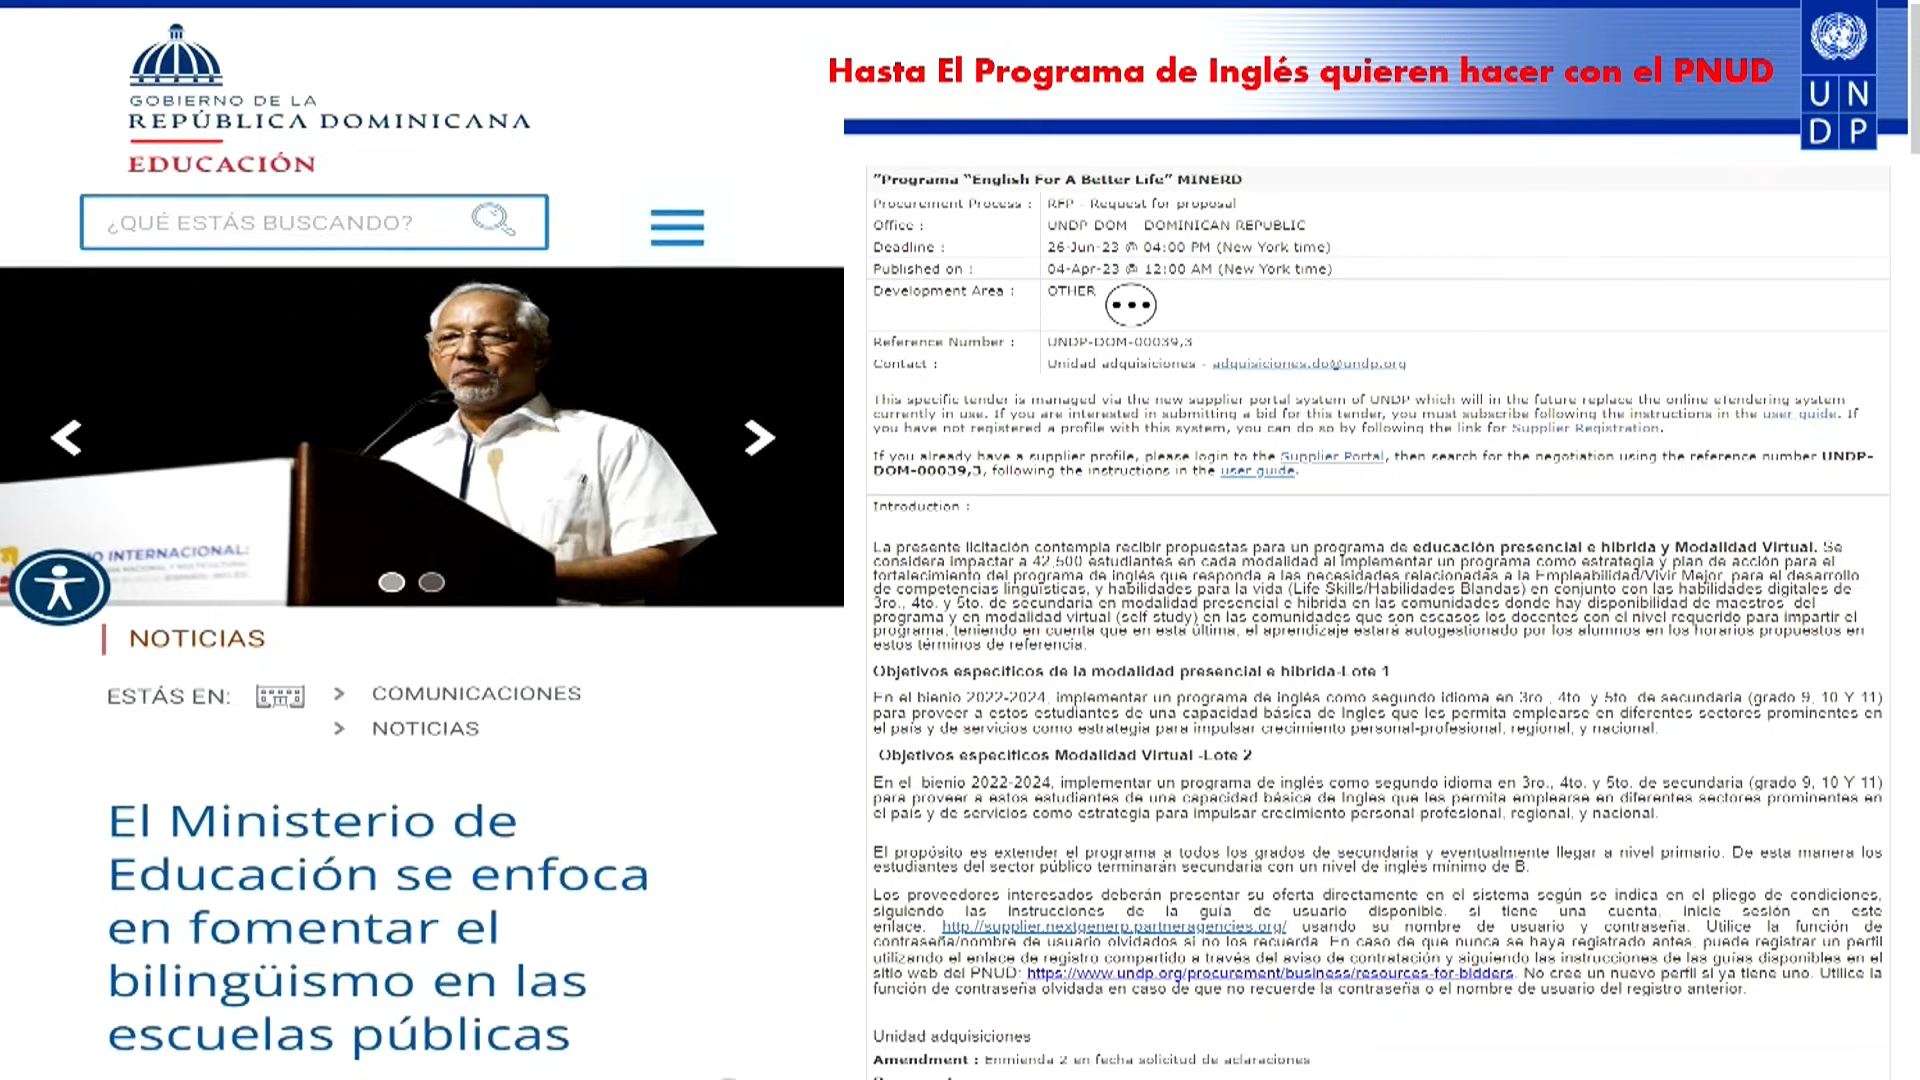 GOBIERNO DE LA
REPÚBLICA DOMINICANA
EDUCACIÓN
¿QUÉ ESTÁS BUSCANDO?
INTERNACIONAL:
NOTICIAS
ESTÁS EN: > COMUNICACIONES
> NOTICIAS
El Ministerio de
Educación se enfoca
en fomentar el
bilingüismo en las
escuelas públicas
Hasta El Programa de Inglés quieren hacer con el PNUD
U N
D P
"Programa "English For A Better Life" MINERD
Procurement Process : RFP - Request for proposal
Office : UNDP DOM - DOMINICAN REPUBLIC
Deadline : 26-Jun-23 @ 04:00 PM (New York time)
Published on : 04-Apr-23 @ 12:00 AM (New York time)
Development Area : OTHER
Reference Number : UNDP-DOM-00039,3
Contact : Unidad adquisiciones - adquisiciones.do@undp.org
This specific tender is managed via the new supplier portal system of UNDP which will in the future replace the online eTendering system
currently in use. If you are interested in submitting a bid for this tender, you must subscribe following the instructions in the user guide. If
you have not registered a profile with this system, you can do so by following the link for Supplier Registration.
If you already have a supplier profile, please login to the Supplier Portal, then search for the negotiation using the reference number UNDP-
DOM-00039,3, following the instructions in the user guide.
Introduction :
La presente licitación contempla recibir propuestas para un programa de educación presencial e hibrida y Modalidad Virtual. Se
considera impactar a 42,500 estudiantes en cada modalidad al implementar un programa como estrategia y plan de acción para el
fortalecimiento del programa de inglés que responda a las necesidades relacionadas a la Empleabilidad/Vivir Mejor, para el desarrollo
de competencias lingüísticas, y habilidades para la vida (Life Skills/Habilidades Blandas) en conjunto con las habilidades digitales de
3ro., 4to. y 5to. de secundaria en modalidad presencial e hibrida en las comunidades donde hay disponibilidad de maestros del
programa y en modalidad virtual (self study) en las comunidades que son escasos los docentes con el nivel requerido para impartir el
programa, teniendo en cuenta que en esta última, el aprendizaje estará autogestionado por los alumnos en los horarios propuestos en
estos términos de referencia.
Objetivos específicos de la modalidad presencial e hibrida-Lote 1
En el bienio 2022-2024, implementar un programa de inglés como segundo idioma en 3ro., 4to. y 5to. de secundaria (grado 9, 10 Y 11)
para proveer a estos estudiantes de una capacidad básica de Ingles que les permita emplearse en diferentes sectores prominentes en
el país y de servicios como estrategia para impulsar crecimiento personal-profesional, regional, y nacional.
Objetivos específicos Modalidad Virtual -Lote 2
En el bienio 2022-2024, implementar un programa de inglés como segundo idioma en 3ro., 4to. y 5to. de secundaria (grado 9, 10 Y 11)
para proveer a estos estudiantes de una capacidad básica de Ingles que les permita emplearse en diferentes sectores prominentes en
el país y de servicios como estrategia para impulsar crecimiento personal profesional, regional, y nacional.
El propósito es extender el programa a todos los grados de secundaria y eventualmente llegar a nivel primario. De esta manera los
estudiantes del sector público terminarán secundaria con un nivel de inglés mínimo de B.
Los proveedores interesados deberán presentar su oferta directamente en el sistema según se indica en el pliego de condiciones,
siguiendo las instrucciones de la guía de usuario disponible. si tiene una cuenta, inicie sesión en este
enlace. http://supplier.nextgenerp.partneragencies.org/ usando su nombre de usuario y contraseña. Utilice la función de
contraseña/nombre de usuario olvidados si no los recuerda. En caso de que nunca se haya registrado antes, puede registrar un perfil
utilizando el enlace de registro compartido a través del aviso de contratación y siguiendo las instrucciones de las guías disponibles en el
sitio web del PNUD: https://www.undp.org/procurement/business/resources-for-bidders. No cree un nuevo perfil si ya tiene uno. Utilice la
función de contraseña olvidada en caso de que no recuerde la contraseña o el nombre de usuario del registro anterior.
Unidad adquisiciones
Amendment : Enmienda 2 en fecha solicitud de aclaraciones